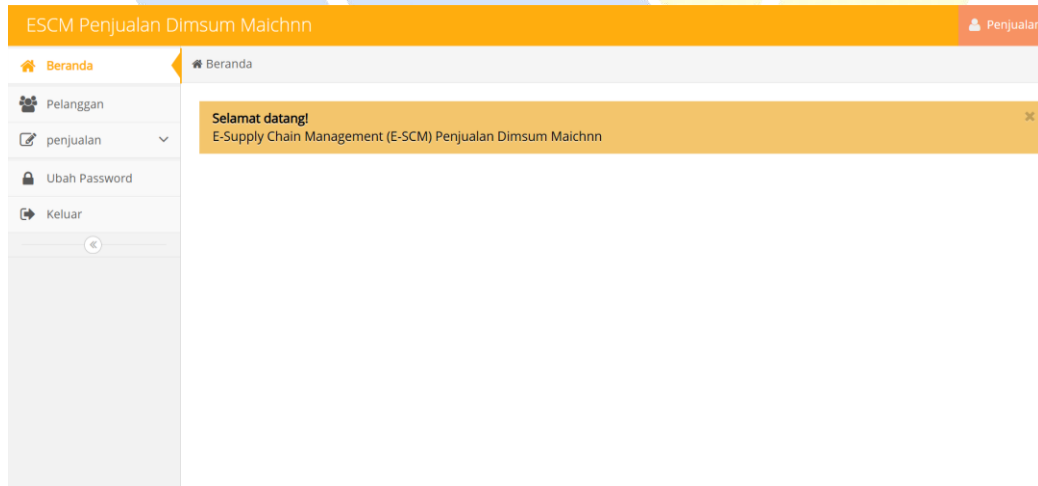 ESCM Penjualan Dimsum Maichnn
Penjualan
Beranda
Beranda
Pelanggan
penjualan
Ubah Password
Keluar
Selamat datang!
E-Supply Chain Management (E-SCM) Penjualan Dimsum Maichnn